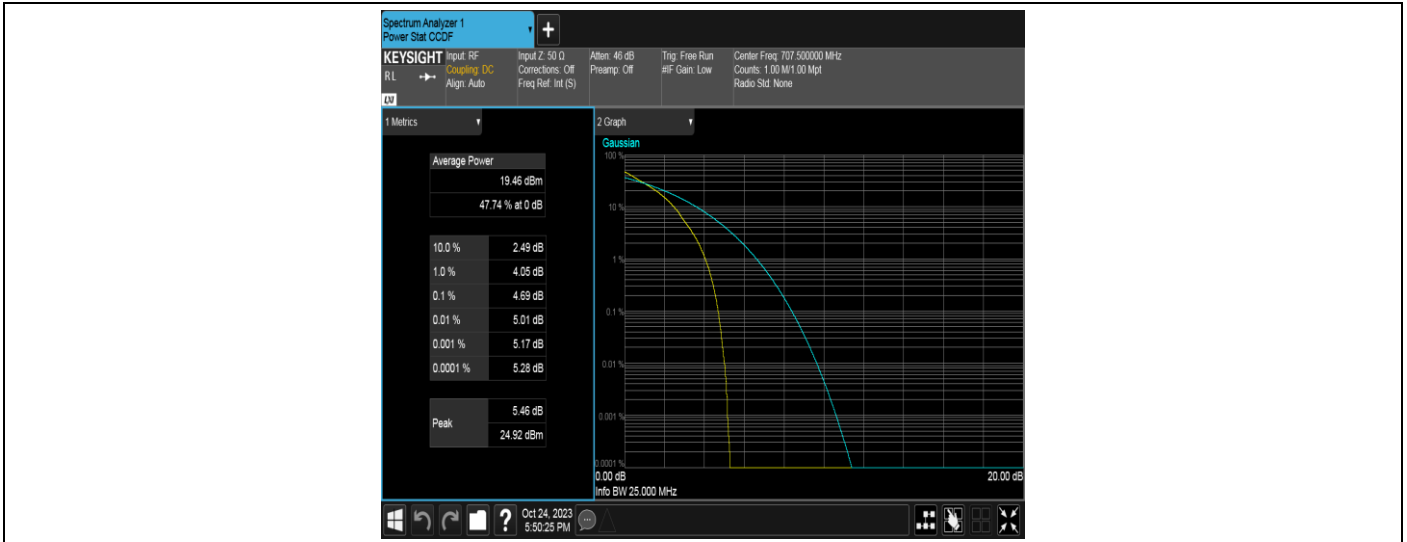 Spectrum Analyzer 1
Power Stat CCDF
+
KEYSIGHT
RL
LXI
Input: RF
Coupling: DC
Align: Auto
Input Z: 50 Ω
Corrections: Off
Freq Ref: Int (S)
Atten: 46 dB
Preamp: Off
Trig: Free Run
#IF Gain: Low
Center Freq: 707.500000 MHz
Counts: 1.00 M/1.00 Mpt
Radio Std: None
1 Metrics
Average Power
19.46 dBm
47.74 % at 0 dB
10.0 % 2.49 dB
1.0 % 4.05 dB
0.1 % 4.69 dB
0.01 % 5.01 dB
0.001 % 5.17 dB
0.0001 % 5.28 dB
Peak
5.46 dB
24.92 dBm
2 Graph
Gaussian
100 %
10 %
1 %
0.1 %
0.01 %
0.001 %
0.0001 %
0.00 dB 20.00 dB
Info BW 25.000 MHz
?
Oct 24, 2023
5:50:25 PM